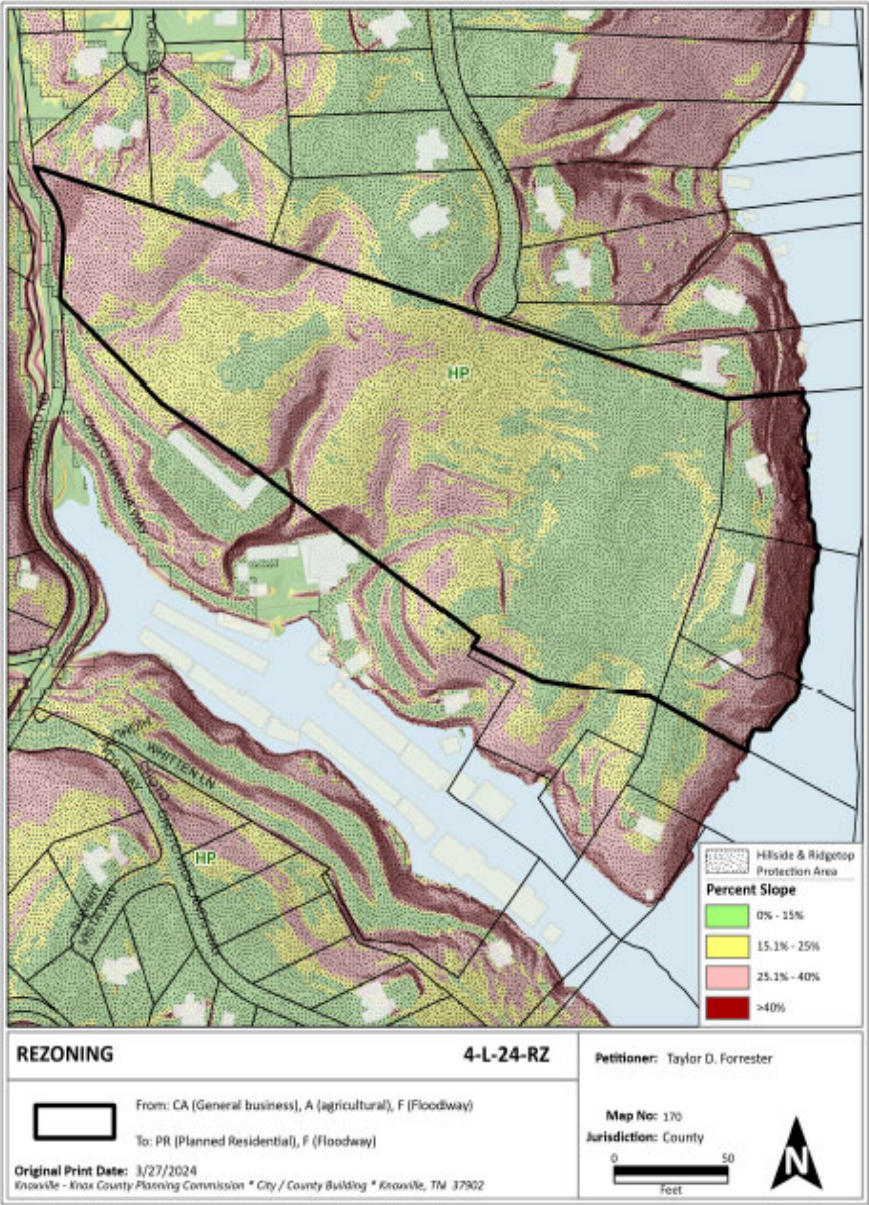 HP
WHITTEN LN
HP
Hillside & Ridgetop
Protection Area
Percent Slope
0% - 15%
15.1% - 25%
25.1% - 40%
>40%
REZONING
4-L-24-RZ
From: CA (General business), A (agricultural), F (Floodway)
To: PR (Planned Residential), F (Floodway)
Original Print Date: 3/27/2024
Knoxville - Knox County Planning Commission * City / County Building * Knoxville, TN 37902
Petitioner: Taylor D. Forrester
Map No: 170
Jurisdiction: County
0 50
Feet
N